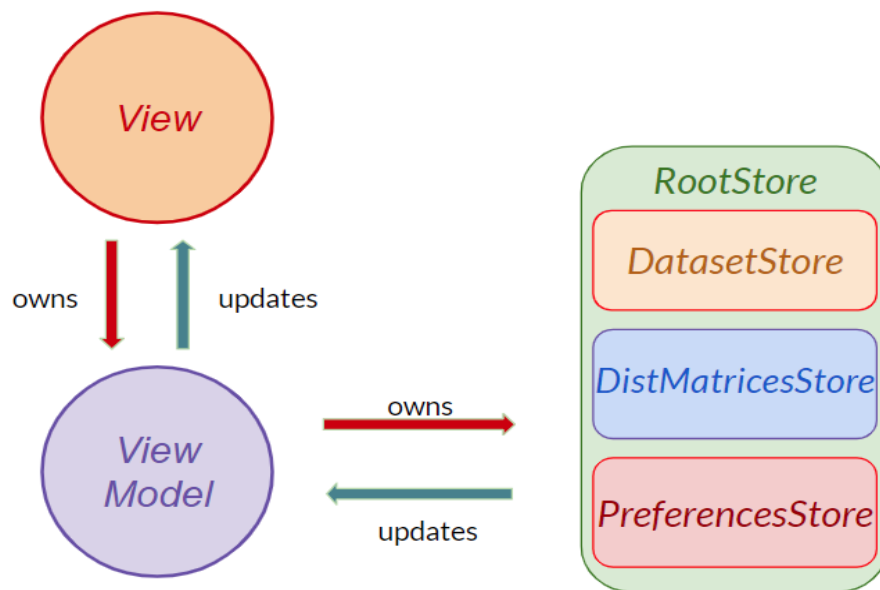 View
owns
updates
View
Model
owns
updates
RootStore
DatasetStore
DistMatricesStore
PreferencesStore